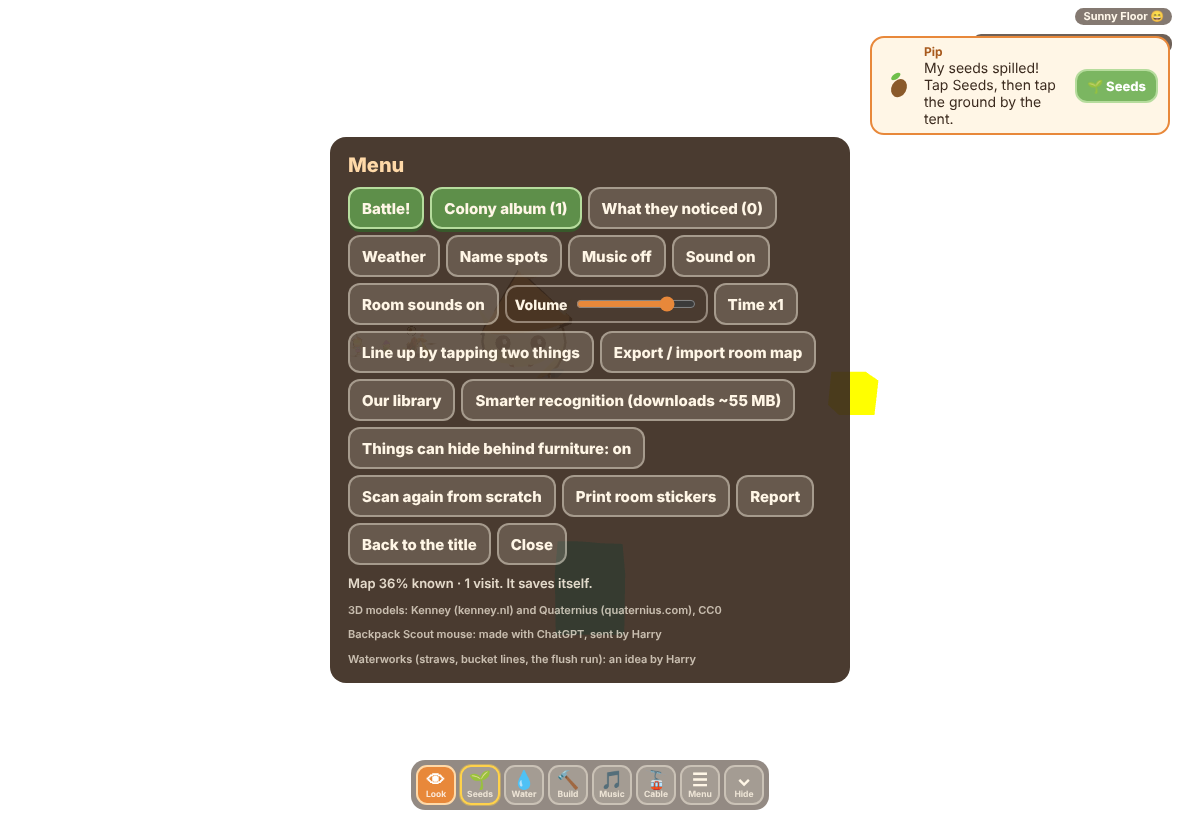 Sunny Floor
Pip
My seeds spilled!
Tap Seeds, then tap
the ground by the
tent.
Seeds
Menu
Battle!
Colony album (1)
What they noticed (0)
Weather
Name spots
Music off
Sound on
Room sounds on
Volume
Time x1
Line up by tapping two things
Export / import room map
Our library
Smarter recognition (downloads ~55 MB)
Things can hide behind furniture: on
Scan again from scratch
Print room stickers
Report
Back to the title
Close
Map 36% known · 1 visit. It saves itself.
3D models: Kenney (kenney.nl) and Quaternius (quaternius.com), CC0
Backpack Scout mouse: made with ChatGPT, sent by Harry
Waterworks (straws, bucket lines, the flush run): an idea by Harry
Look
Seeds
Water
Build
Music
Cable
Menu
Hide